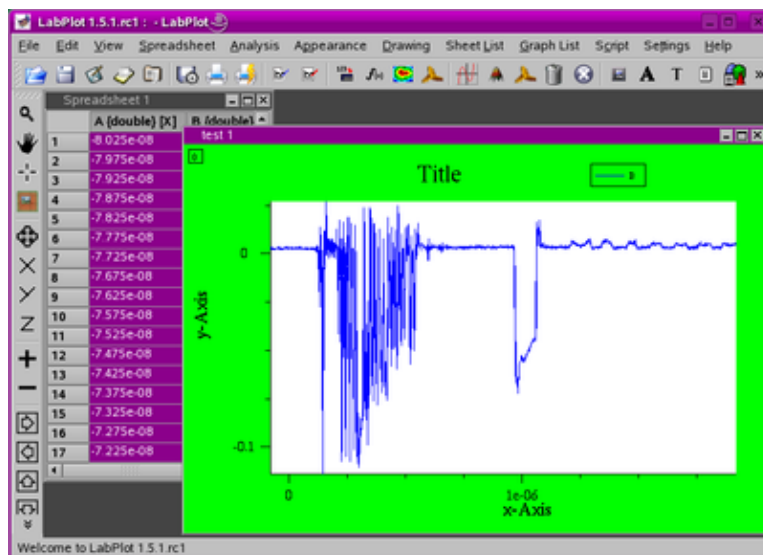 LabPlot 1.5.1.rc1 : - LabPlot
File Edit View Spreadsheet Analysis Appearance Drawing Sheet List Graph List Script Settings Help
Spreadsheet 1
A {double} [X] B {double}
test 1
1 -8.025e-08
2 -7.975e-08
3 -7.925e-08
4 -7.875e-08
5 -7.825e-08
6 -7.775e-08
7 -7.725e-08
8 -7.675e-08
9 -7.625e-08
10 -7.575e-08
11 -7.525e-08
12 -7.475e-08
13 -7.425e-08
14 -7.375e-08
15 -7.325e-08
16 -7.275e-08
17 -7.225e-08
Title
0
-0.1
y-Axis
0 1e-06
x-Axis
Welcome to LabPlot 1.5.1.rc1